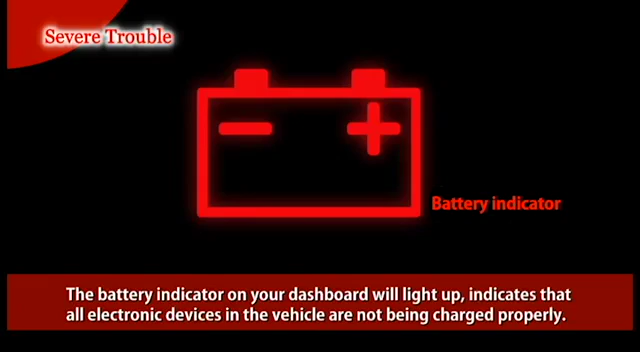 Severe Trouble
Battery indicator
The battery indicator on your dashboard will light up, indicates that
all electronic devices in the vehicle are not being charged properly.